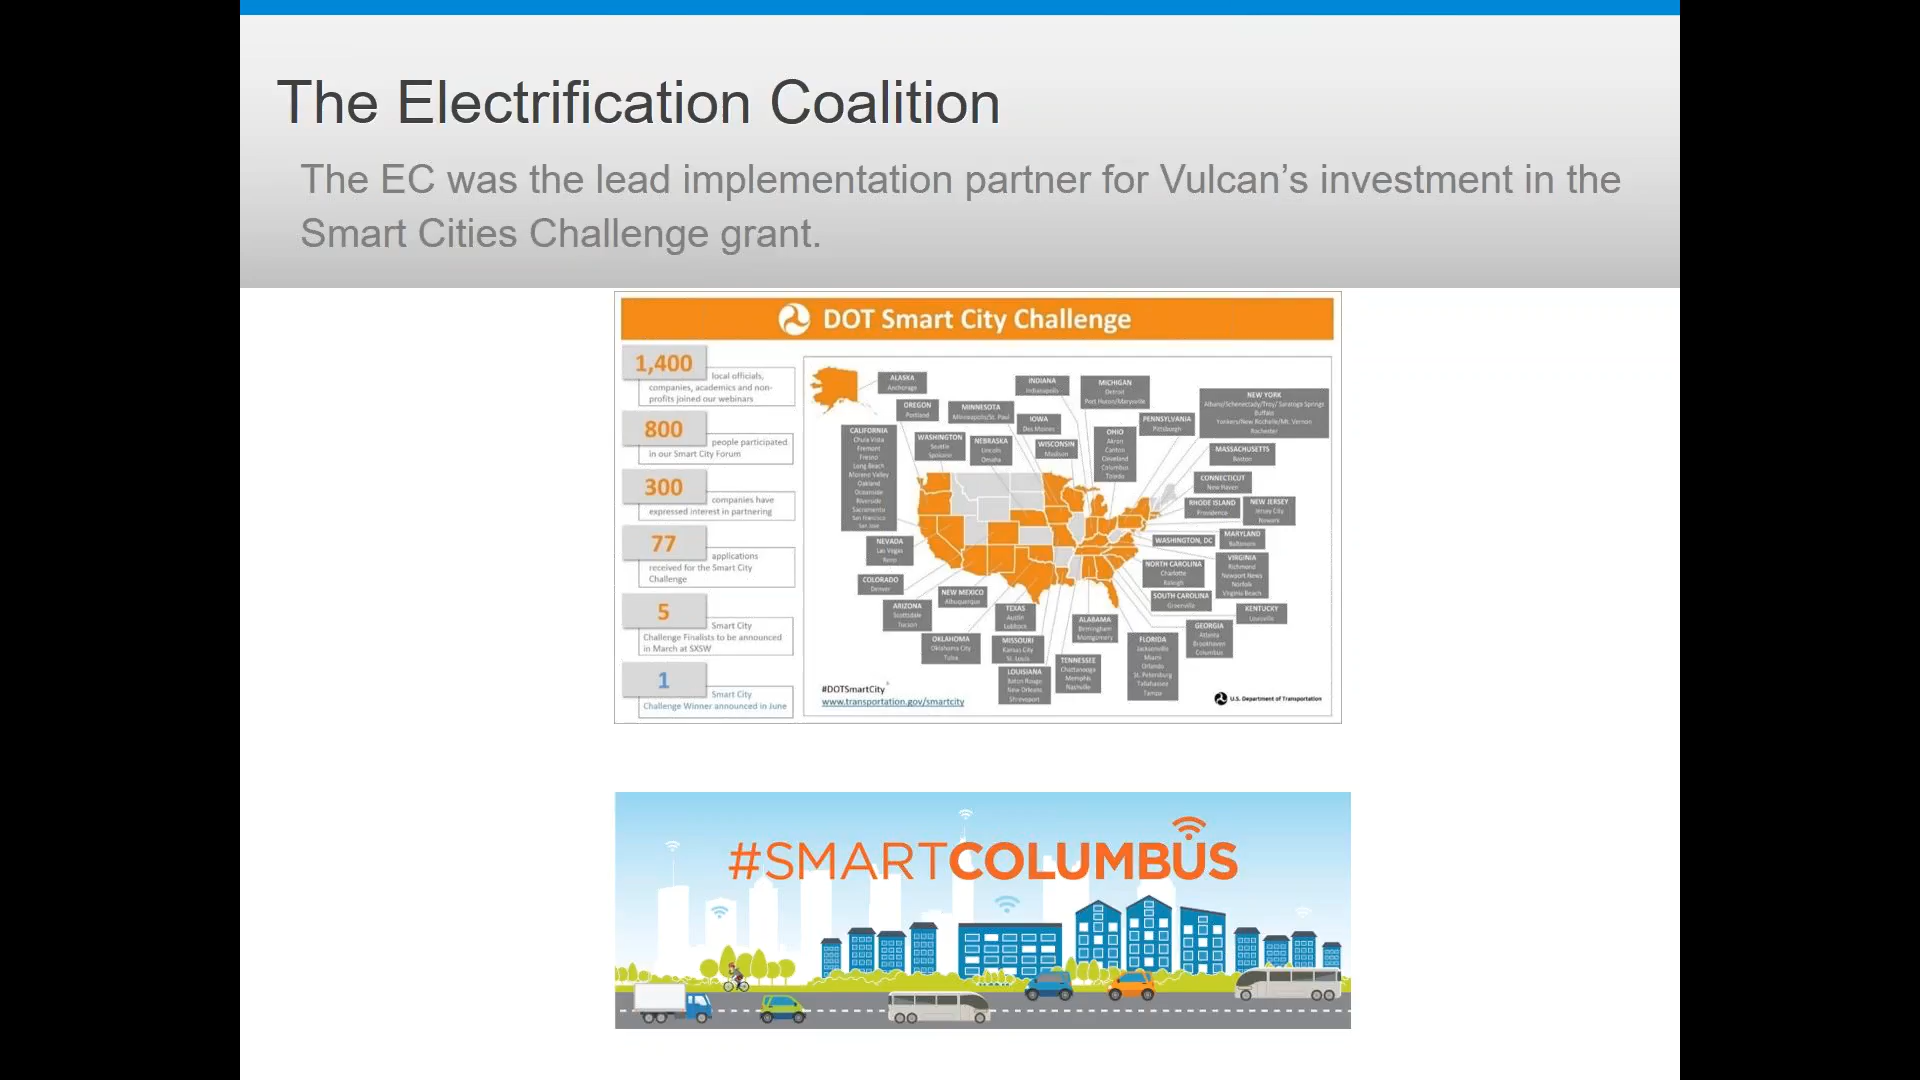 The Electrification Coalition
The EC was the lead implementation partner for Vulcan’s investment in the
Smart Cities Challenge grant.
DOT Smart City Challenge
1,400
local officials,
companies, academics and non-
profits joined our webinars
800
people participated
in our Smart City Forum
300
companies have
expressed interest in partnering
77
applications
received for the Smart City
Challenge
5
Smart City
Challenge Finalists to be announced
in March at SXSW
1
Smart City
Challenge Winner announced in June
ALASKA
Anchorage
OREGON
Portland
CALIFORNIA
Chula Vista
Fremont
Fresno
Long Beach
Moreno Valley
Oakland
Oceanside
Riverside
Sacramento
San Francisco
San Jose
WASHINGTON
Seattle
Spokane
MINNESOTA
Minneapolis/St. Paul
NEBRASKA
Lincoln
Omaha
INDIANA
Indianapolis
IOWA
Des Moines
WISCONSIN
Madison
MICHIGAN
Detroit
Port Huron/Marysville
OHIO
Akron
Canton
Cleveland
Columbus
Toledo
PENNSYLVANIA
Pittsburgh
NEW YORK
Albany/Schenectady/Troy/ Saratoga Springs
Buffalo
Yonkers/New Rochelle/Mt. Vernon
Rochester
MASSACHUSETTS
Boston
CONNECTICUT
New Haven
RHODE ISLAND
Providence
NEW JERSEY
Jersey City
Newark
WASHINGTON, DC
MARYLAND
Baltimore
VIRGINIA
Richmond
Newport News
Norfolk
Virginia Beach
NORTH CAROLINA
Charlotte
Raleigh
SOUTH CAROLINA
Greenville
KENTUCKY
Louisville
GEORGIA
Atlanta
Brookhaven
Columbus
NEVADA
Las Vegas
Reno
COLORADO
Denver
ARIZONA
Scottsdale
Tucson
NEW MEXICO
Albuquerque
OKLAHOMA
Oklahoma City
Tulsa
TEXAS
Austin
Lubbock
MISSOURI
Kansas City
St. Louis
LOUISIANA
Baton Rouge
New Orleans
Shreveport
TENNESSEE
Chattanooga
Memphis
Nashville
ALABAMA
Birmingham
Montgomery
FLORIDA
Jacksonville
Miami
Orlando
St. Petersburg
Tallahassee
Tampa
#DOTSmartCity
www.transportation.gov/smartcity
U.S. Department of Transportation
#SMARTCOLUMBUS